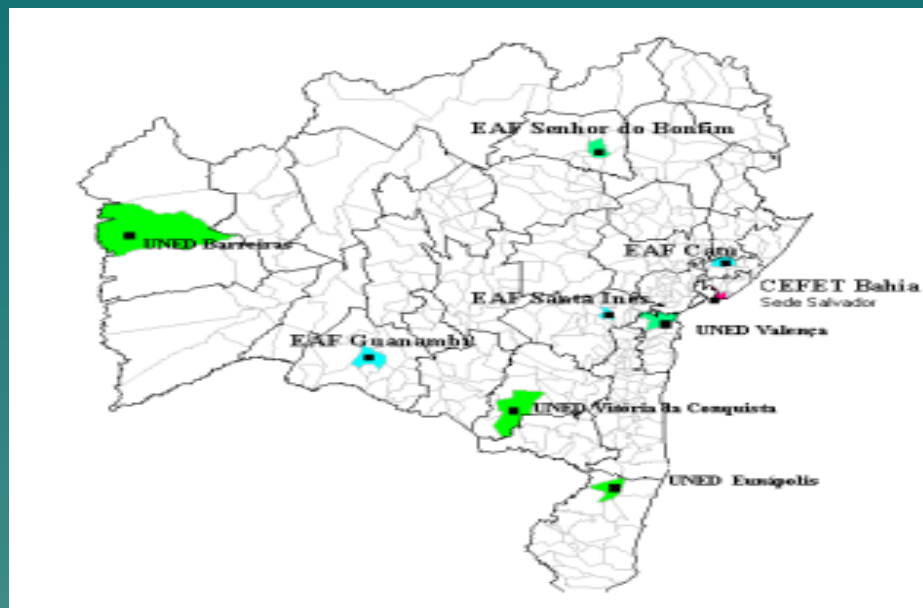 EAF Senhor do Bonfim
UNED Barreiras
EAF Catu
CEFET Bahia
Sede Salvador
EAF Santa Inês
UNED Valença
EAF Guanambi
UNED Vitória da Conquista
UNED Eunápolis